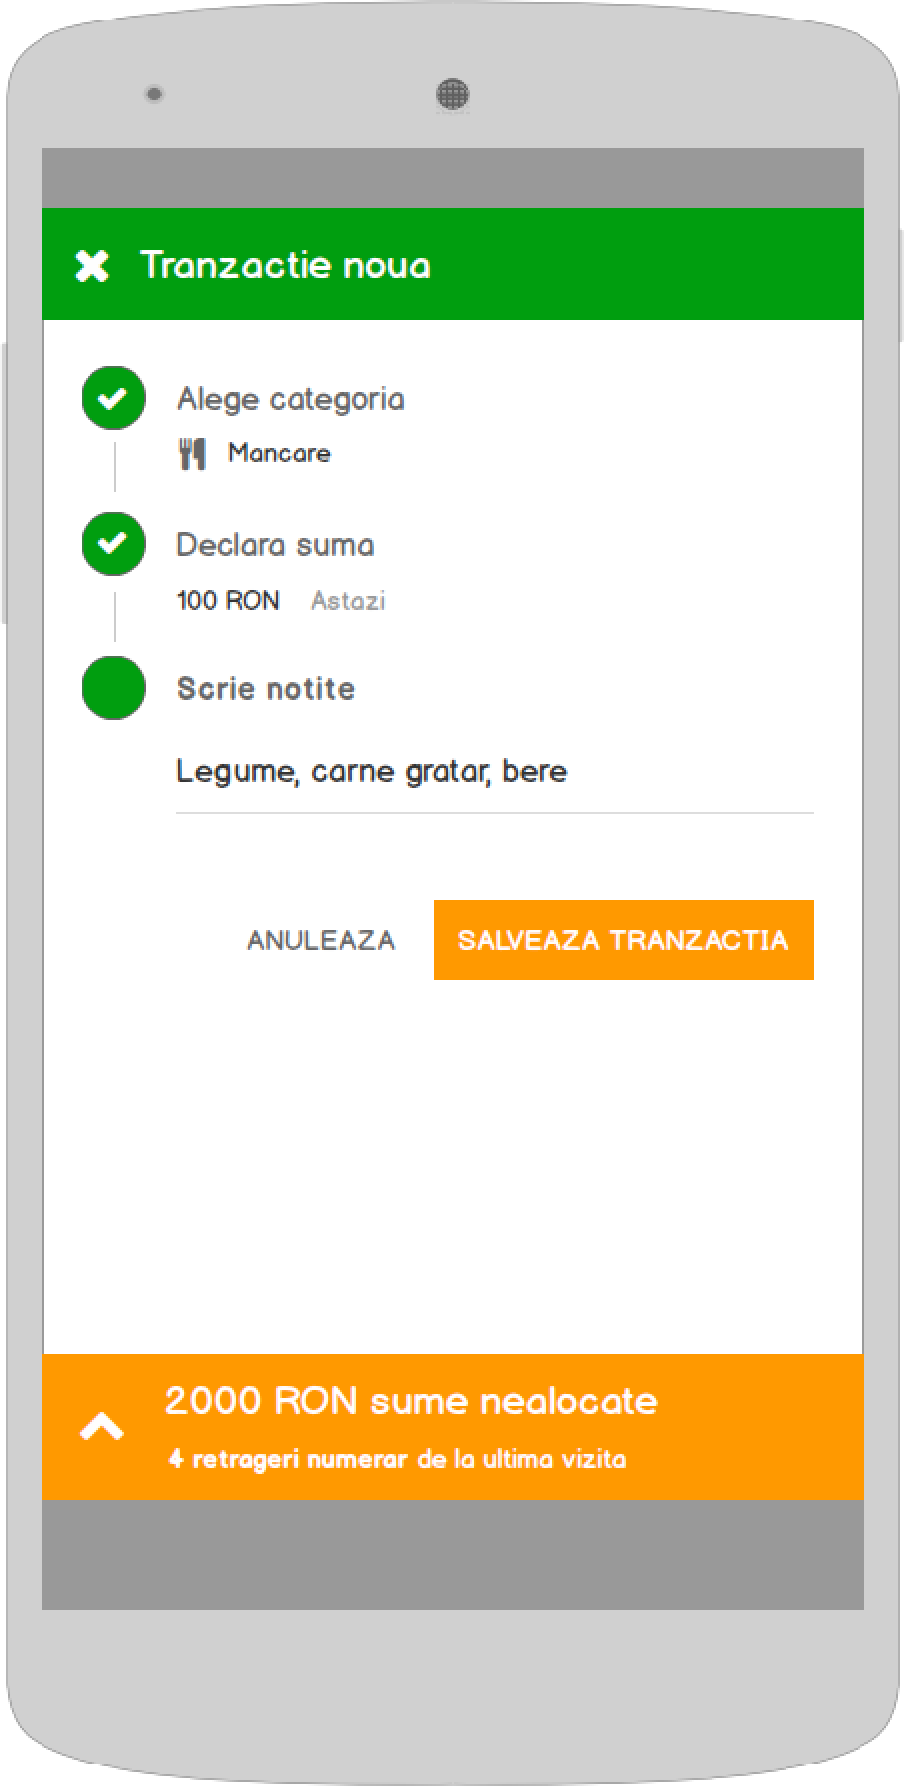 Tranzactie noua
Alege categoria
Mancare
Declara suma
100 RON Astazi
Scrie notite
Legume, carne gratar, bere
ANULEAZA SALVEAZA TRANZACTIA
2000 RON sume nealocate
4 retrageri numerar de la ultima vizita